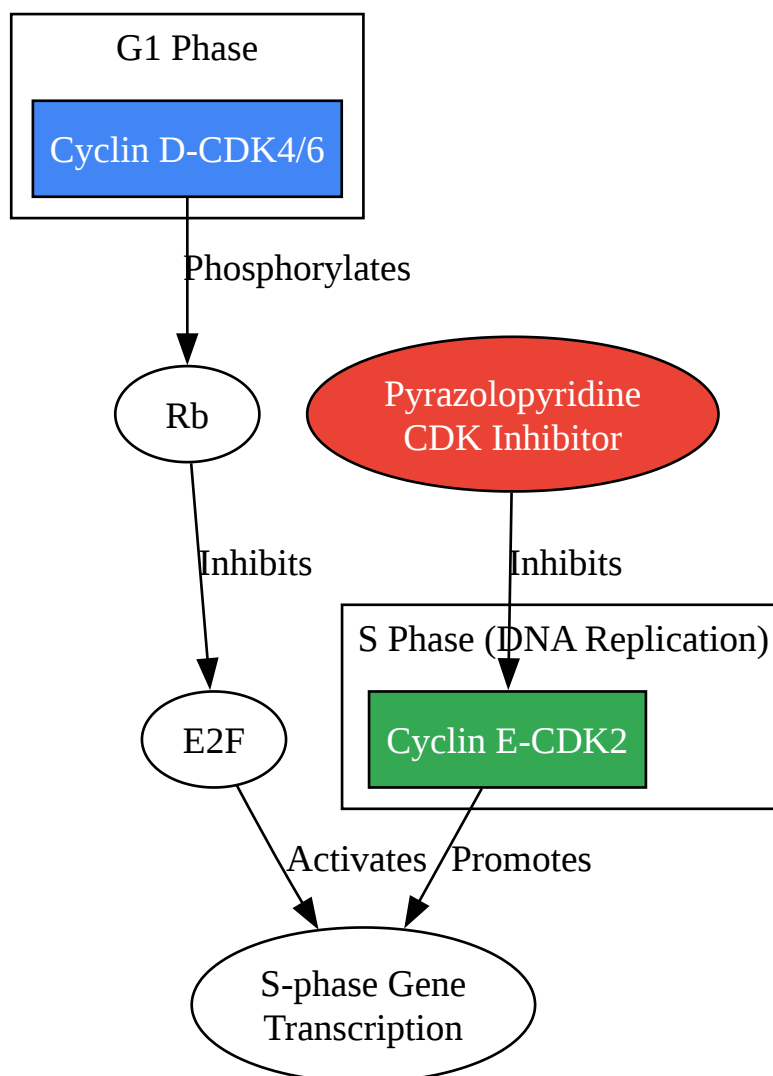 G1 Phase
Cyclin D-CDK4/6
Phosphorylates
Rb
Pyrazolopyridine
CDK Inhibitor
Inhibits
Inhibits
S Phase (DNA Replication)
E2F
Cyclin E-CDK2
Activates
Promotes
S-phase Gene
Transcription